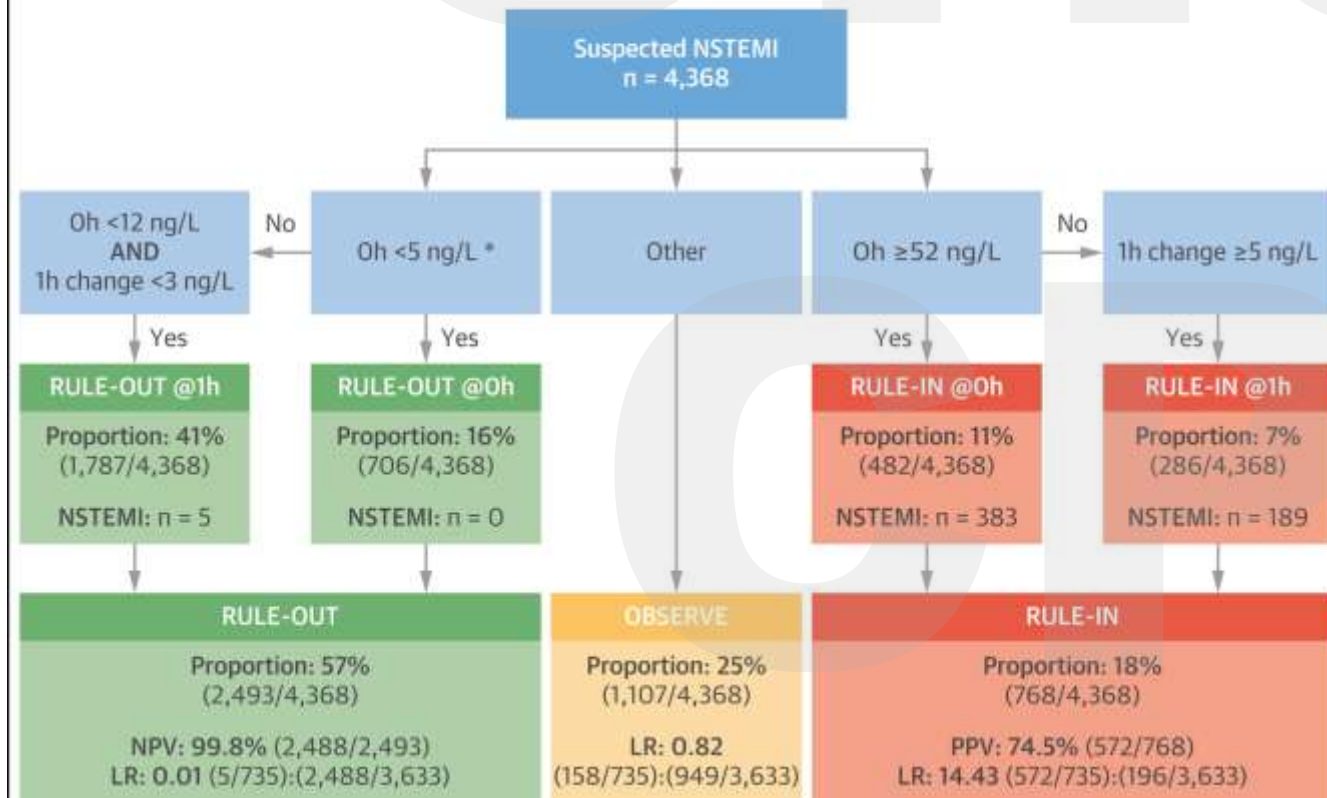 Suspected NSTEMI
n = 4,368
0h <12 ng/L
AND
1h change <3 ng/L
No
0h <5 ng/L *
Other
0h ≥52 ng/L
No
1h change ≥5 ng/L
Yes
Yes
Yes
Yes
RULE-OUT @1h
Proportion: 41%
(1,787/4,368)
NSTEMI: n = 5
RULE-OUT @0h
Proportion: 16%
(706/4,368)
NSTEMI: n = 0
RULE-IN @0h
Proportion: 11%
(482/4,368)
NSTEMI: n = 383
RULE-IN @1h
Proportion: 7%
(286/4,368)
NSTEMI: n = 189
RULE-OUT
Proportion: 57%
(2,493/4,368)
NPV: 99.8% (2,488/2,493)
LR: 0.01 (5/735):(2,488/3,633)
OBSERVE
Proportion: 25%
(1,107/4,368)
LR: 0.82
(158/735):(949/3,633)
RULE-IN
Proportion: 18%
(768/4,368)
PPV: 74.5% (572/768)
LR: 14.43 (572/735):(196/3,633)